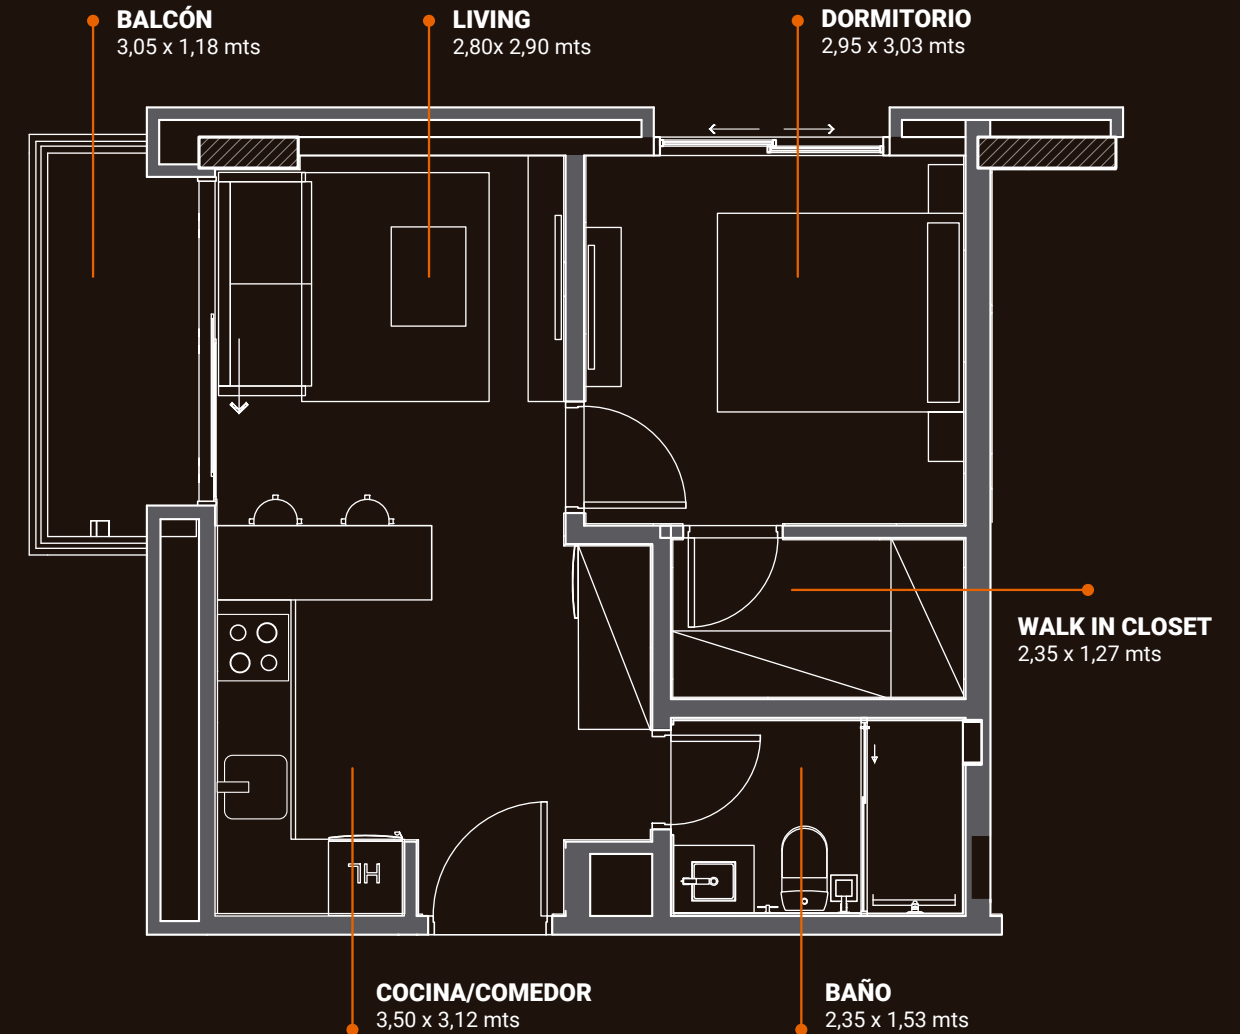 BALCÓN
3,05 x 1,18 mts
LIVING
2,80x 2,90 mts
DORMITORIO
2,95 x 3,03 mts
WALK IN CLOSET
2,35 x 1,27 mts
COCINA/COMEDOR
3,50 x 3,12 mts
BAÑO
2,35 x 1,53 mts